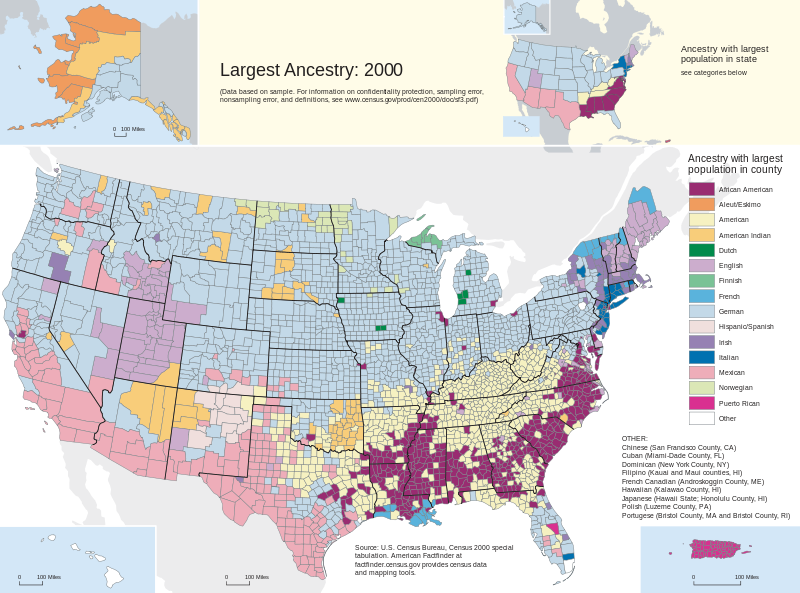 Largest Ancestry: 2000
(Data based on sample. For information on confidentiality protection, sampling error,
nonsampling error, and definitions, see www.census.gov/prod/cen2000/doc/sf3.pdf)
Ancestry with largest
population in state
see categories below
0 100 Miles
Ancestry with largest
population in county
African American
Aleut/Eskimo
American
American Indian
Dutch
English
Finnish
French
German
Hispanic/Spanish
Irish
Italian
Mexican
Norwegian
Puerto Rican
Other
OTHER:
Chinese (San Francisco County, CA)
Cuban (Miami-Dade County, FL)
Dominican (New York County, NY)
Filipino (Kauai and Maui counties, HI)
French Canadian (Androskoggin County, ME)
Hawaiian (Kalawao County, HI)
Japanese (Hawaii State; Honolulu County, HI)
Polish (Luzerne County, PA)
Portugese (Bristol County, MA and Bristol County, RI)
Source: U.S. Census Bureau, Census 2000 special
tabulation. American Factfinder at
factfinder.census.gov provides census data
and mapping tools.
0 100 Miles
0 100 Miles
0 100 Miles